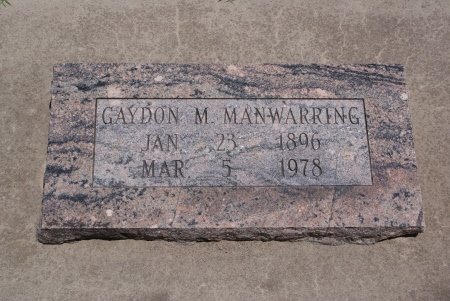 GAYDON M. MANWARRING
JAN. 23 1896
MAR. 5 1978